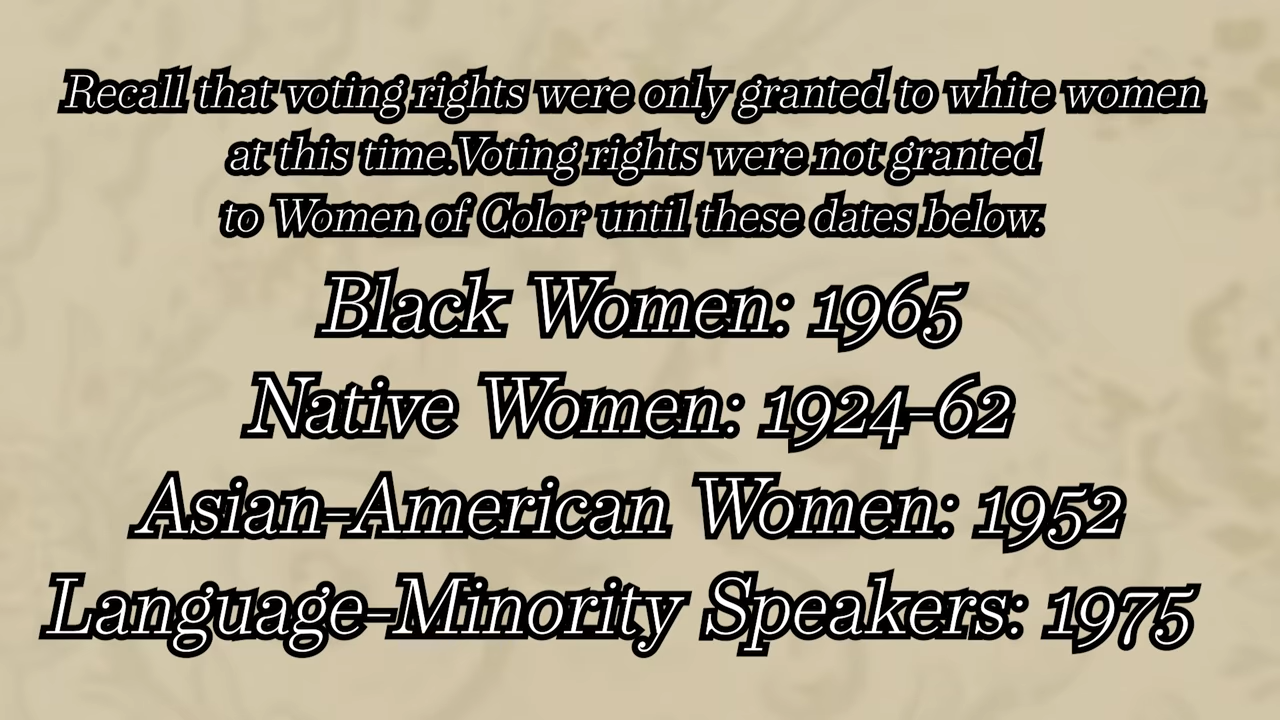 Recall that voting rights were only granted to white women
at this time.Voting rights were not granted
to Women of Color until these dates below.
Black Women: 1965
Native Women: 1924-62
Asian-American Women: 1952
Language-Minority Speakers: 1975